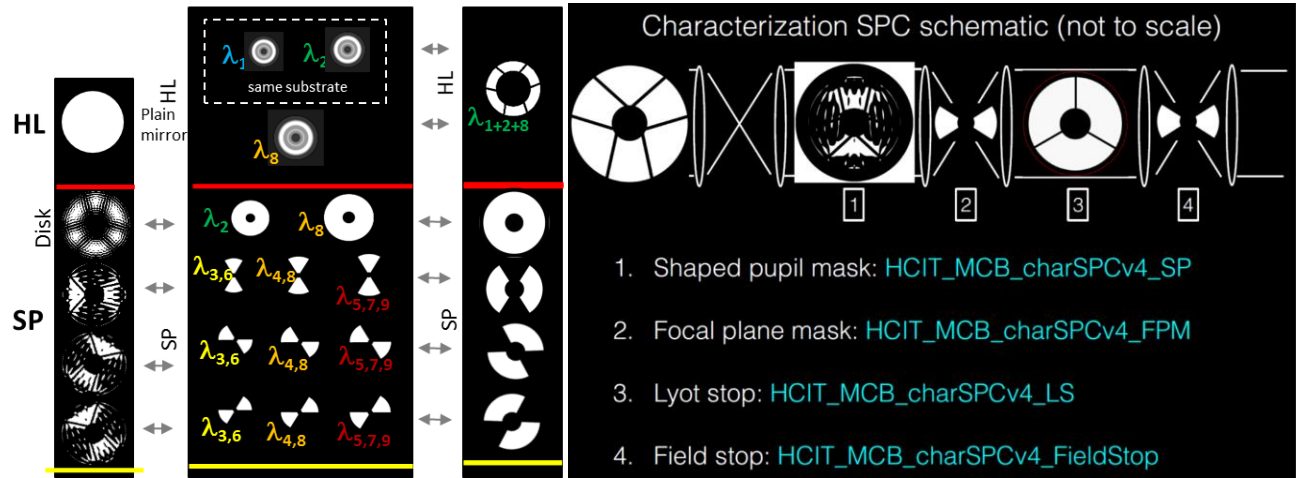 HL
Plain
mirror
Disk
SP
HL
SP
λ1
λ2
same substrate
λ8
λ2
λ8
λ3,6
λ4,8
λ5,7,9
λ3,6
λ4,8
λ5,7,9
λ3,6
λ4,8
λ5,7,9
HL
SP
λ1+2+8
Characterization SPC schematic (not to scale)
1
2
3
4
1. Shaped pupil mask: HCIT_MCB_charSPCv4_SP
2. Focal plane mask: HCIT_MCB_charSPCv4_FPM
3. Lyot stop: HCIT_MCB_charSPCv4_LS
4. Field stop: HCIT_MCB_charSPCv4_FieldStop